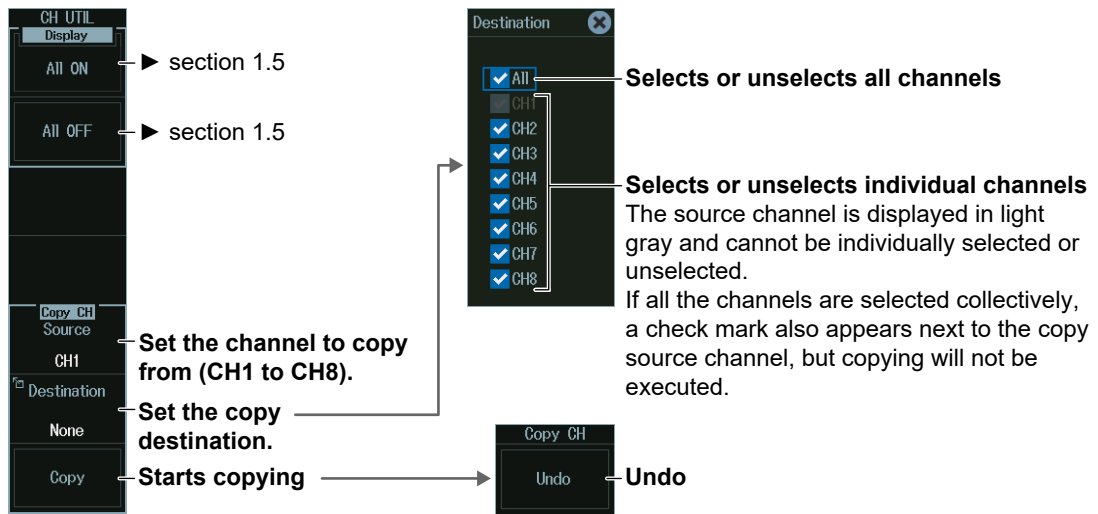 CH UTIL
Display
All ON
► section 1.5
All OFF
► section 1.5
Copy CH
Source
CH1
Set the channel to copy
from (CH1 to CH8).
Destination
None
Set the copy
destination.
Copy
Starts copying
Destination
All
Selects or unselects all channels
CH1
CH2
CH3
CH4
CH5
CH6
CH7
CH8
Selects or unselects individual channels
The source channel is displayed in light
gray and cannot be individually selected or
unselected.
If all the channels are selected collectively,
a check mark also appears next to the copy
source channel, but copying will not be
executed.
Copy CH
Undo
Undo